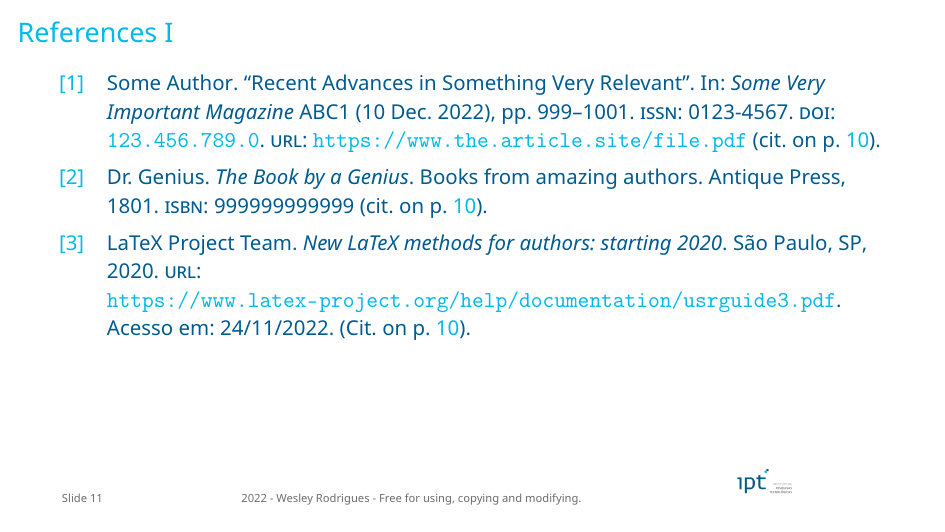 References I
[1] Some Author. “Recent Advances in Something Very Relevant”. In: Some Very
Important Magazine ABC1 (10 Dec. 2022), pp. 999–1001. ISSN: 0123-4567. DOI:
123.456.789.0. URL: https://www.the.article.site/file.pdf (cit. on p. 10).
[2] Dr. Genius. The Book by a Genius. Books from amazing authors. Antique Press,
1801. ISBN: 999999999999 (cit. on p. 10).
[3] LaTeX Project Team. New LaTeX methods for authors: starting 2020. São Paulo, SP,
2020. URL:
https://www.latex-project.org/help/documentation/usrguide3.pdf.
Acesso em: 24/11/2022. (Cit. on p. 10).
ipt
Slide 11 2022 - Wesley Rodrigues - Free for using, copying and modifying.